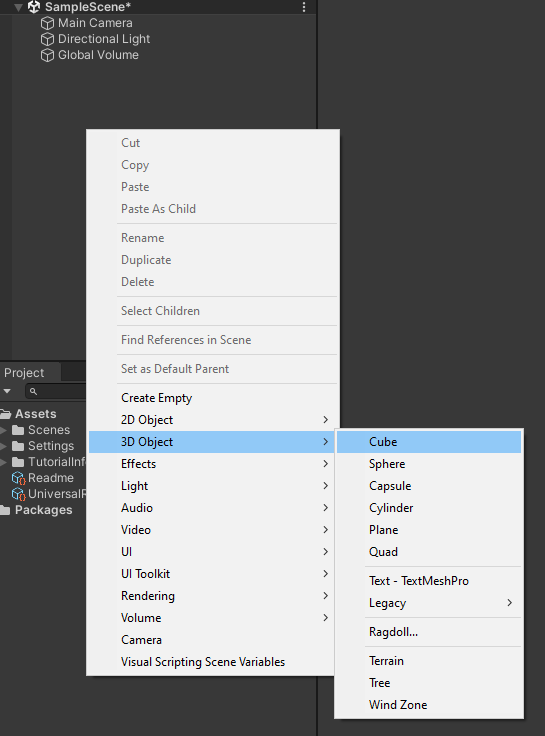 SampleScene*
Main Camera
Directional Light
Global Volume
Cut
Copy
Paste
Paste As Child
Rename
Duplicate
Delete
Select Children
Find References in Scene
Set as Default Parent
Create Empty
2D Object
3D Object
Effects
Light
Audio
Video
UI
UI Toolkit
Rendering
Volume
Camera
Visual Scripting Scene Variables
Cube
Sphere
Capsule
Cylinder
Plane
Quad
Text - TextMeshPro
Legacy
Ragdoll...
Terrain
Tree
Wind Zone
Project
Assets
Scenes
Settings
TutorialInf
Readme
UniversalR
Packages